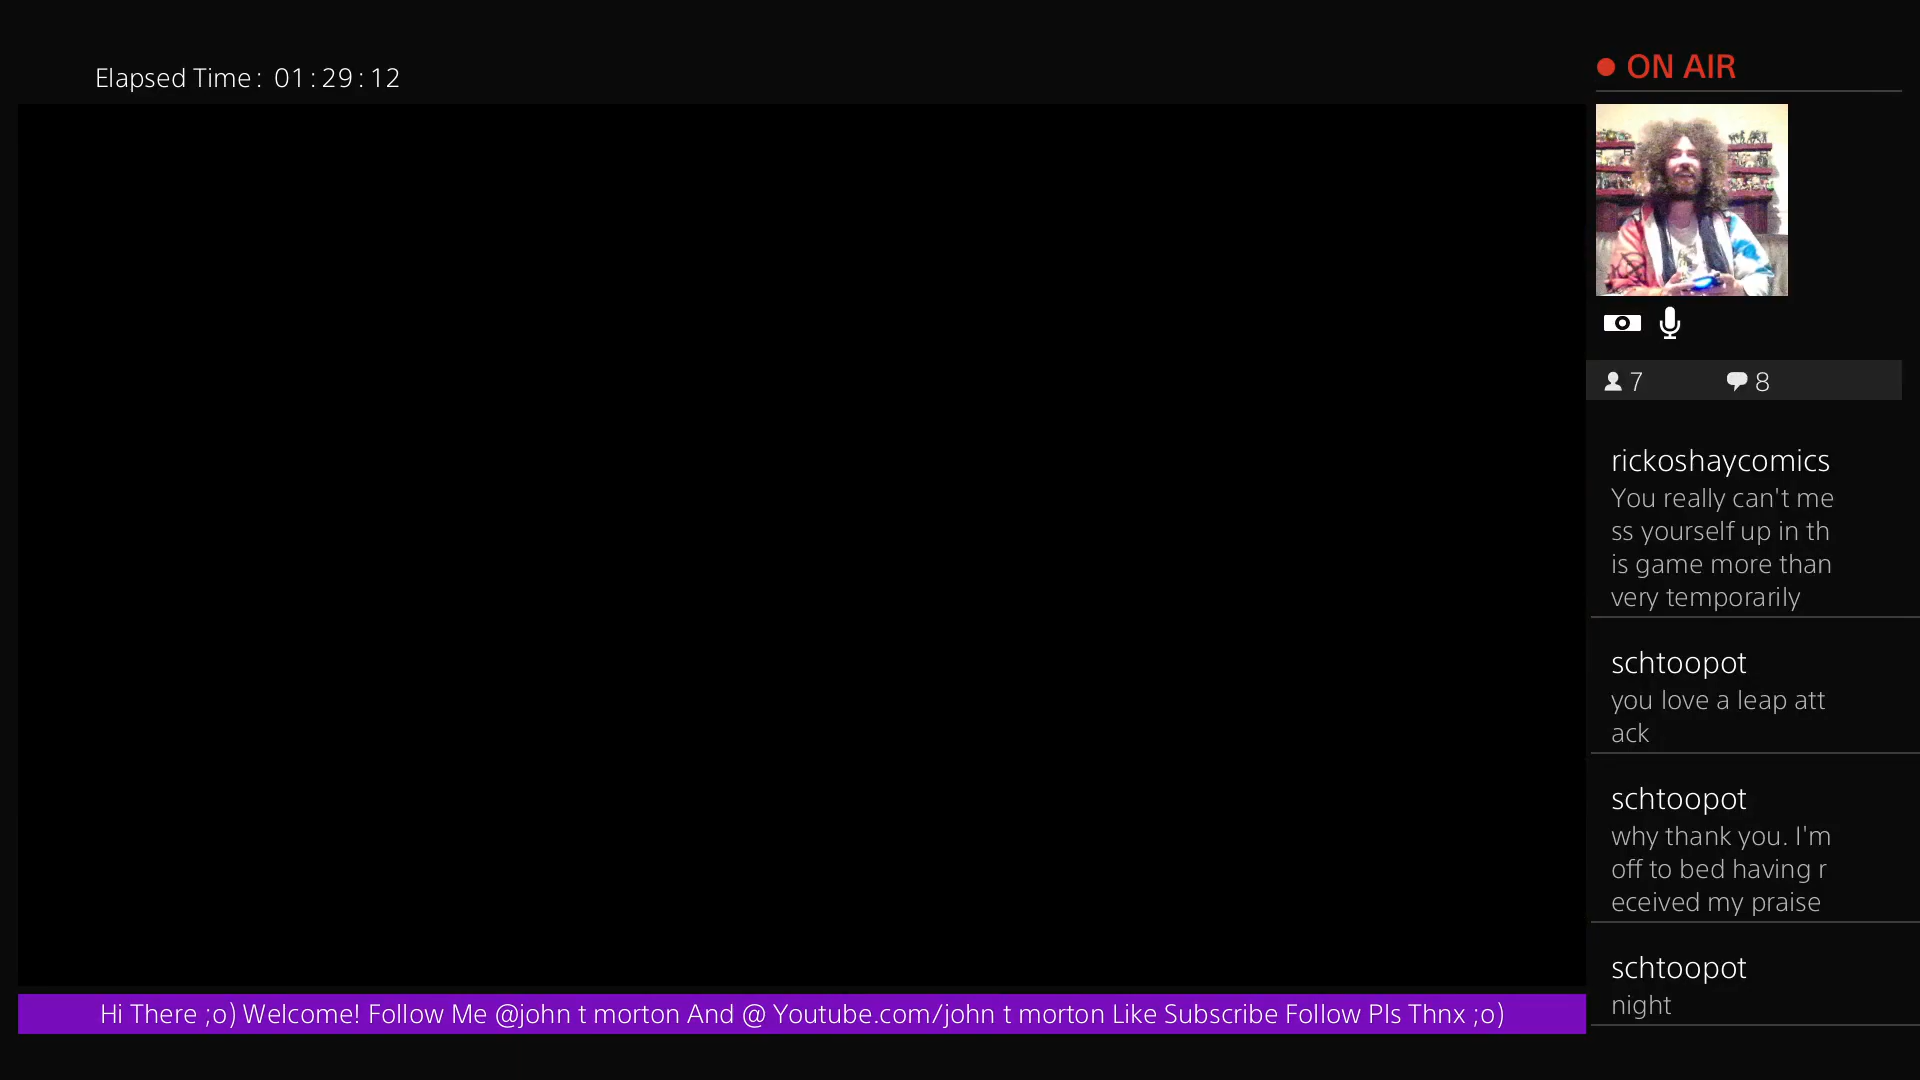 Elapsed Time: 01:29:12
ON AIR
7 8
rickoshaycomics
You really can't me
ss yourself up in th
is game more than
very temporarily
schtoopot
you love a leap att
ack
schtoopot
why thank you. I'm
off to bed having r
eceived my praise
schtoopot
night
Hi There ;o) Welcome! Follow Me @john t morton And @ Youtube.com/john t morton Like Subscribe Follow Pls Thnx ;o)